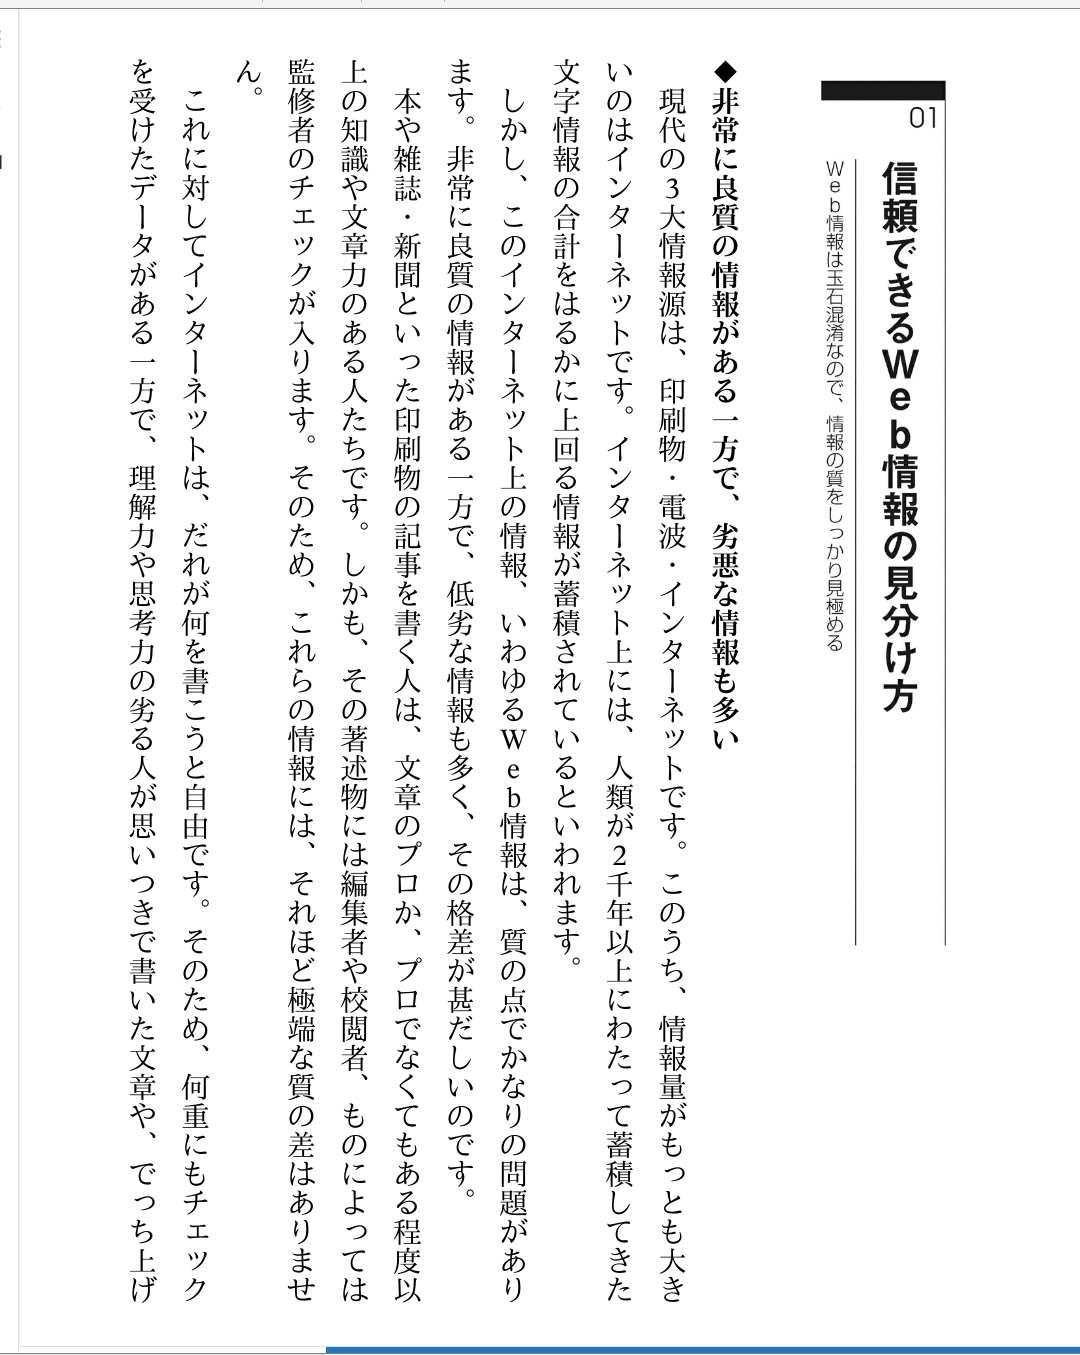 01
信頼できるWeb情報の見分け方
Web情報は玉石混淆なので、情報の質をしっかり見極める
◆非常に良質の情報がある一方で、劣悪な情報も多い
現代の3大情報源は、印刷物・電波・インターネットです。このうち、情報量がもっとも大き
いのはインターネットです。インターネット上には、人類が2千年以上にわたって蓄積してきた
文字情報の合計をはるかに上回る情報が蓄積されているといわれます。
しかし、このインターネット上の情報、いわゆるWeb情報は、質の点でかなりの問題があり
ます。非常に良質の情報がある一方で、低劣な情報も多く、その格差が甚だしいのです。
本や雑誌・新聞といった印刷物の記事を書く人は、文章のプロか、プロでなくてもある程度以
上の知識や文章力のある人たちです。しかも、その著述物には編集者や校閲者、ものによっては
監修者のチェックが入ります。そのため、これらの情報には、それほど極端な質の差はありませ
ん。
これに対してインターネットは、だれが何を書こうと自由です。そのため、何重にもチェック
を受けたデータがある一方で、理解力や思考力の劣る人が思いつきで書いた文章や、でっち上げ